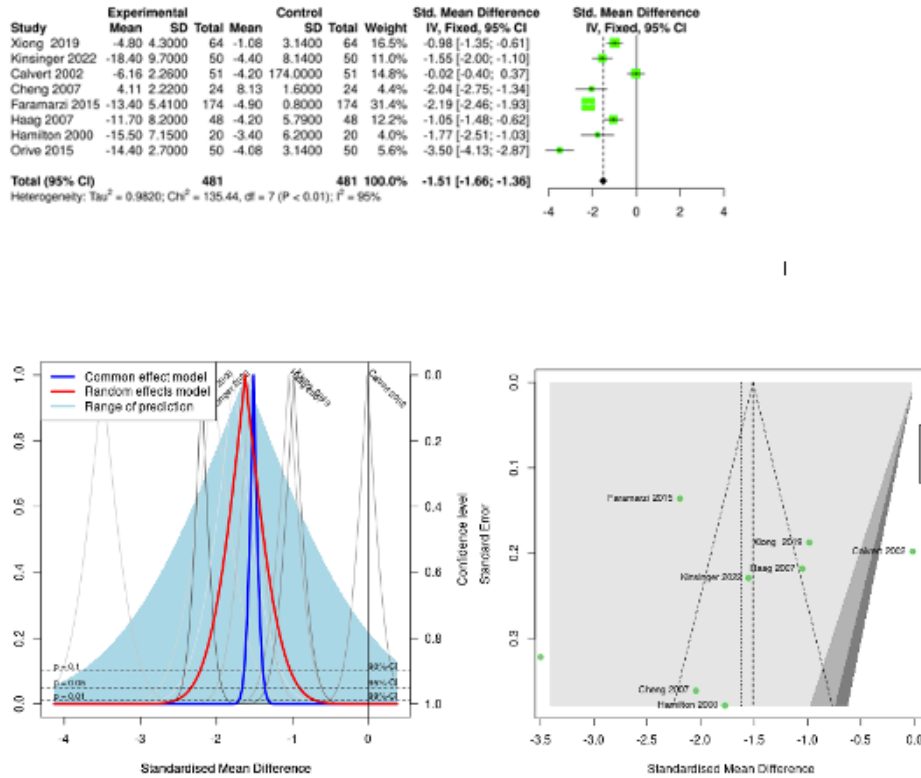 Experimental Control Std. Mean Difference Std. Mean Difference
Study Mean SD Total Mean SD Total Weight IV, Fixed, 95% CI IV, Fixed, 95% CI
Xiong 2019 -4.80 4.3000 64 -1.08 3.1400 64 16.5% -0.98 [-1.35; -0.61]
Kinsinger 2022 -18.40 9.7000 50 -4.40 8.1400 50 11.0% -1.55 [-2.00; -1.10]
Calvert 2002 -6.16 2.2600 51 -4.20 174.0000 51 14.8% -0.02 [-0.40; 0.37]
Cheng 2007 4.11 2.2200 24 8.13 1.6000 24 4.4% -2.04 [-2.75; -1.34]
Faramarzi 2015 -13.40 5.4100 174 -4.90 0.8000 174 31.4% -2.19 [-2.46; -1.93]
Haag 2007 -11.70 8.2000 48 -4.20 5.7900 48 12.2% -1.05 [-1.48; -0.62]
Hamilton 2000 -15.50 7.1500 20 -3.40 6.2000 20 4.0% -1.77 [-2.51; -1.03]
Orive 2015 -14.40 2.7000 50 -4.08 3.1400 50 5.6% -3.50 [-4.13; -2.87]
Total (95% CI) 481 481 100.0% -1.51 [-1.66; -1.36]
Heterogeneity: Tau² = 0.9820; Chi² = 135.44, df = 7 (P < 0.01); I² = 95%
-4 -2 0 2 4
Common effect model
Random effects model
Range of prediction
Calvert 2002
1.0
0.8
0.6
0.4
0.2
0.0
p = 0.1
p = 0.05
p = 0.01
90%-CI
95%-CI
99%-CI
0.0
0.2
0.4
0.6
0.8
1.0
Confidence level
-4 -3 -2 -1 0
Standardised Mean Difference
Standard Error
0.0
0.1
0.2
0.3
Faramarzi 2015
Xiong 2019
Calvert 2002
Haag 2007
Kinsinger 2022
Cheng 2007
Hamilton 2000
-3.5 -3.0 -2.5 -2.0 -1.5 -1.0 -0.5 0.0
Standardised Mean Difference